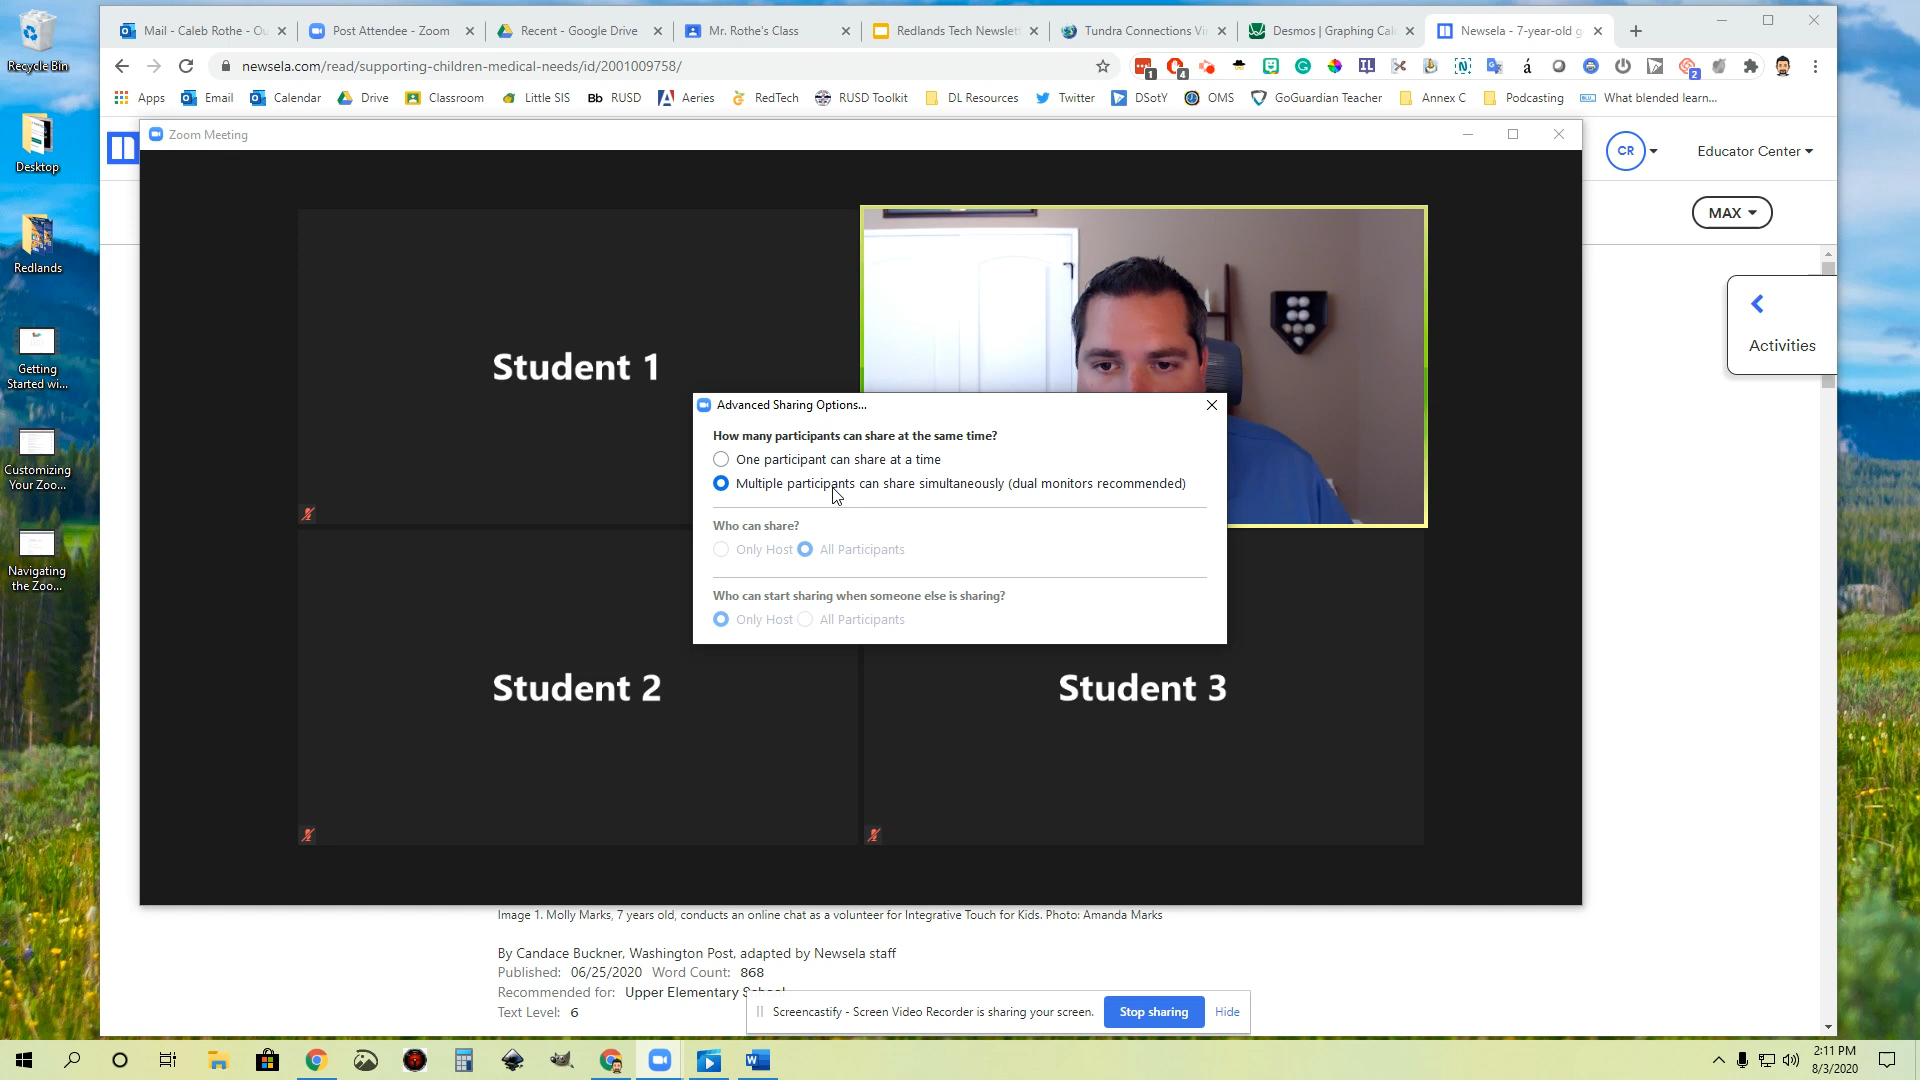 Recycle Bin
Desktop
Redlands
Getting
Started wi...
Customizing
Your Zoo...
Navigating
the Zoo...
Mail - Caleb Rothe - Ou
Post Attendee - Zoom
Recent - Google Drive
Mr. Rothe's Class
Redlands Tech Newslet
Tundra Connections Vi
Desmos | Graphing Cal
Newsela - 7-year-old g
newsela.com/read/supporting-children-medical-needs/id/2001009758/
1
4
2
Apps
Email
Calendar
Drive
Classroom
Little SIS
Bb RUSD
Aeries
RedTech
RUSD Toolkit
DL Resources
Twitter
DSotY
OMS
GoGuardian Teacher
Annex C
Podcasting
What blended learn...
Zoom Meeting
CR
Educator Center
MAX
Activities
Student 1
Student 2
Student 3
Advanced Sharing Options...
How many participants can share at the same time?
One participant can share at a time
Multiple participants can share simultaneously (dual monitors recommended)
Who can share?
Only Host All Participants
Who can start sharing when someone else is sharing?
Only Host All Participants
Image 1. Molly Marks, 7 years old, conducts an online chat as a volunteer for Integrative Touch for Kids. Photo: Amanda Marks
By Candace Buckner, Washington Post, adapted by Newsela staff
Published: 06/25/2020 Word Count: 868
Recommended for: Upper Elementary School
Text Level: 6
Screencastify - Screen Video Recorder is sharing your screen.
Stop sharing
Hide
2:11 PM
8/3/2020